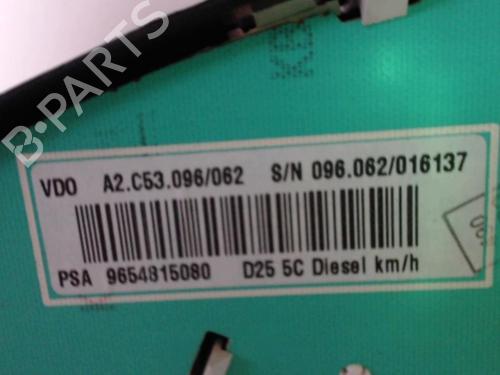 B-PARTS
VDO A2.C53.096/062 S/N 096.062/016137
PSA 9654815080 D25 5C Diesel km/h